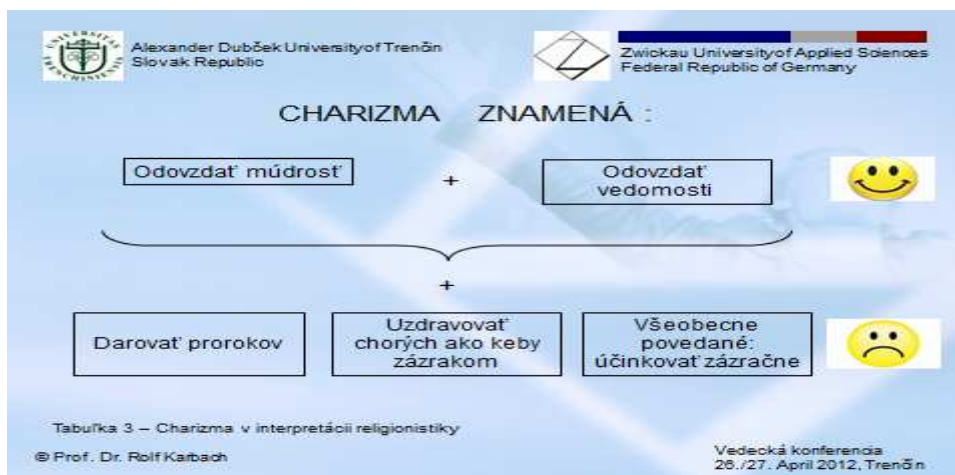 Alexander Dubček University of Trenčin
Slovak Republic
Zwickau University of Applied Sciences
Federal Republic of Germany
CHARIZMA ZNAMENÁ :
Odovzdať múdrosť
+
Odovzdať
vedomosti
+
Darovať prorokov
Uzdravovať
chorých ako keby
zázrakom
Všeobecne
povedané:
účinkovať zázračne
Tabuľka 3 – Charizma v interpretácii religionistiky
© Prof. Dr. Rolf Karbach
Vedecká konferencia
26./27. April 2012, Trenčin